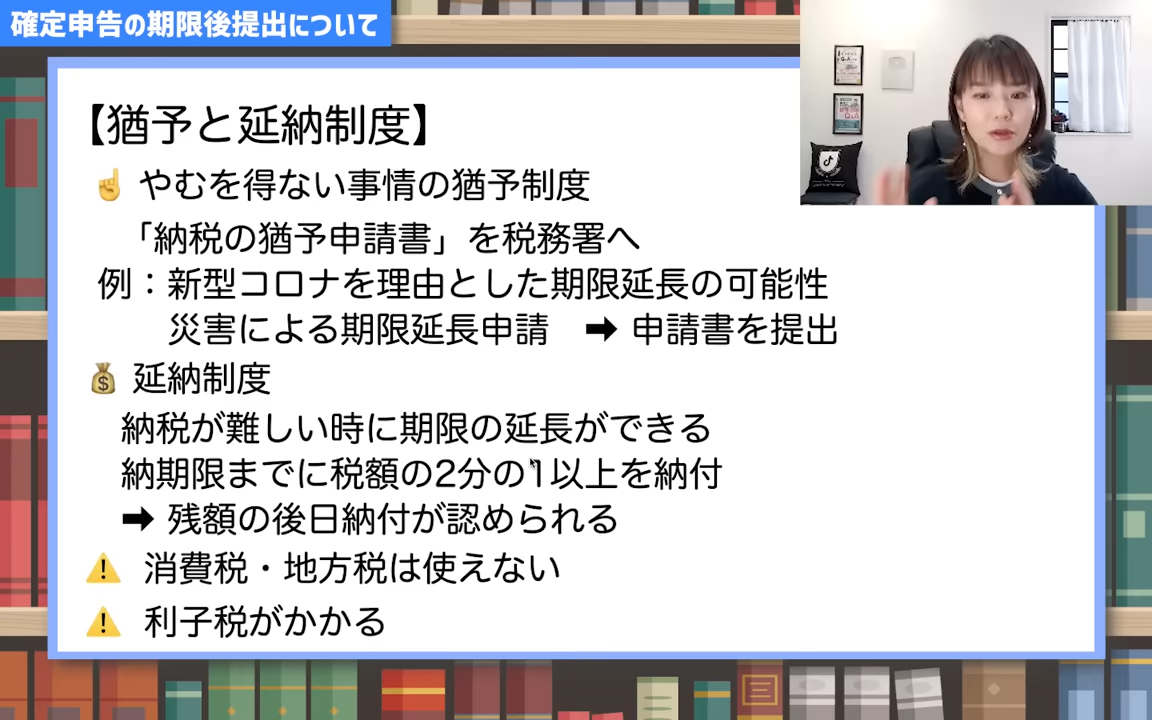 確定申告の期限後提出について
【猶予と延納制度】
☝️ やむを得ない事情の猶予制度
「納税の猶予申請書」を税務署へ
例：新型コロナを理由とした期限延長の可能性
災害による期限延長申請 ➡ 申請書を提出
💰 延納制度
納税が難しい時に期限の延長ができる
納期限までに税額の2分の1以上を納付
➡ 残額の後日納付が認められる
⚠️ 消費税・地方税は使えない
⚠️ 利子税がかかる